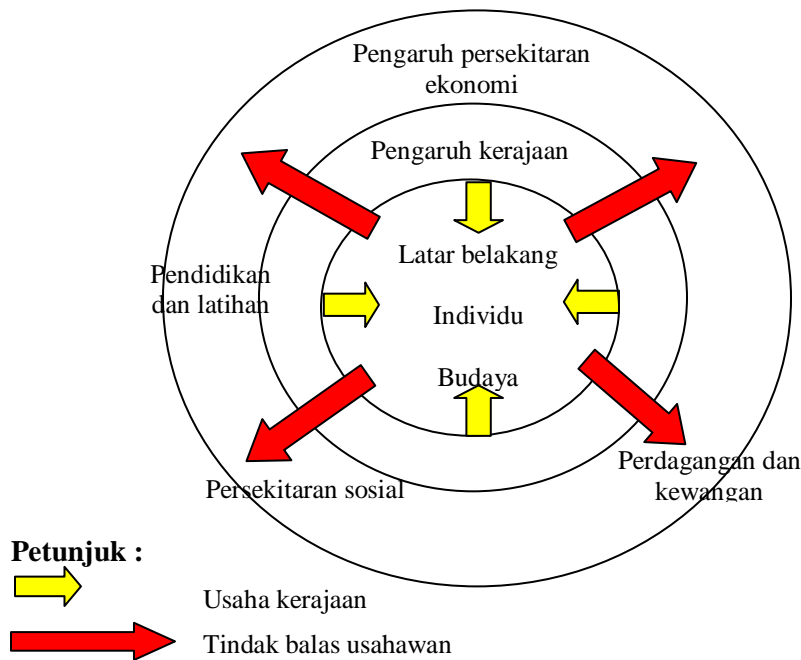 Pengaruh persekitaran
ekonomi
Pengaruh kerajaan
Latar belakang
Pendidikan
dan latihan
Individu
Budaya
Perdagangan dan
kewangan
Persekitaran sosial
Petunjuk :
Usaha kerajaan
Tindak balas usahawan